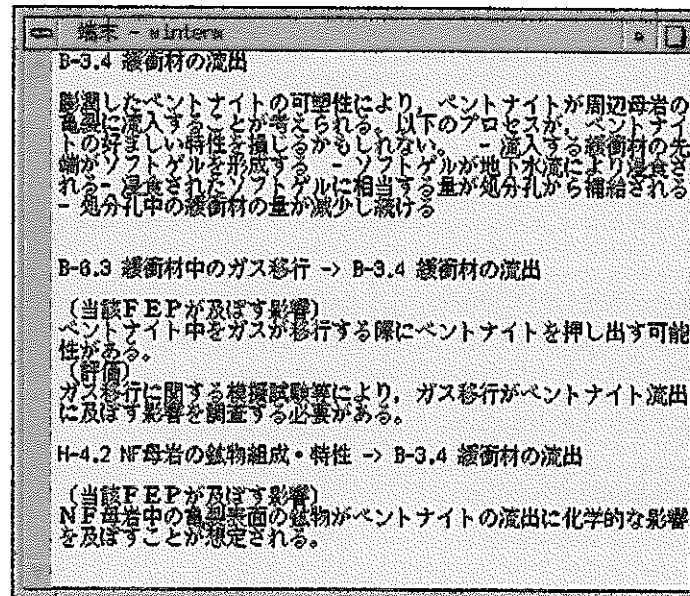 端末 - winterm
B-3.4 緩衝材の流出
膨潤したベントナイトの可塑性により，ベントナイトが周辺母岩の
亀裂に流入することが考えられる。以下のプロセスが，ベントナイ
トの好ましい特性を損じるかもしれない。 - 流入する緩衝材の先
端がソフトゲルを形成する - ソフトゲルが地下水流により浸食さ
れる- 浸食されたソフトゲルに相当する量が処分孔から補給される
- 処分孔中の緩衝材の量が減少し続ける
B-6.3 緩衝材中のガス移行 -> B-3.4 緩衝材の流出
〔当該ＦＥＰが及ぼす影響〕
ベントナイト中をガスが移行する際にベントナイトを押し出す可能
性がある。
〔評価〕
ガス移行に関する模擬試験等により，ガス移行がベントナイト流出
に及ぼす影響を調査する必要がある。
H-4.2 NF母岩の鉱物組成・特性 -> B-3.4 緩衝材の流出
〔当該ＦＥＰが及ぼす影響〕
ＮＦ母岩中の亀裂表面の鉱物がベントナイトの流出に化学的な影響
を及ぼすことが想定される。